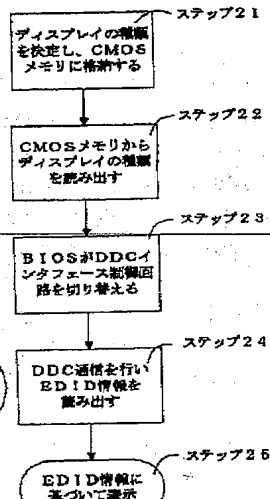 ステップ21
ディスプレイの種類
を決定し、CMOS
メモリに格納する
ステップ22
CMOSメモリから
ディスプレイの種類
を読み出す
ステップ23
BIOSがDDCイ
ンタフェース制御回
路を切り替える
ステップ24
DDC通信を行い
EDID情報を
読み出す
ステップ25
EDID情報に
基づいて表示